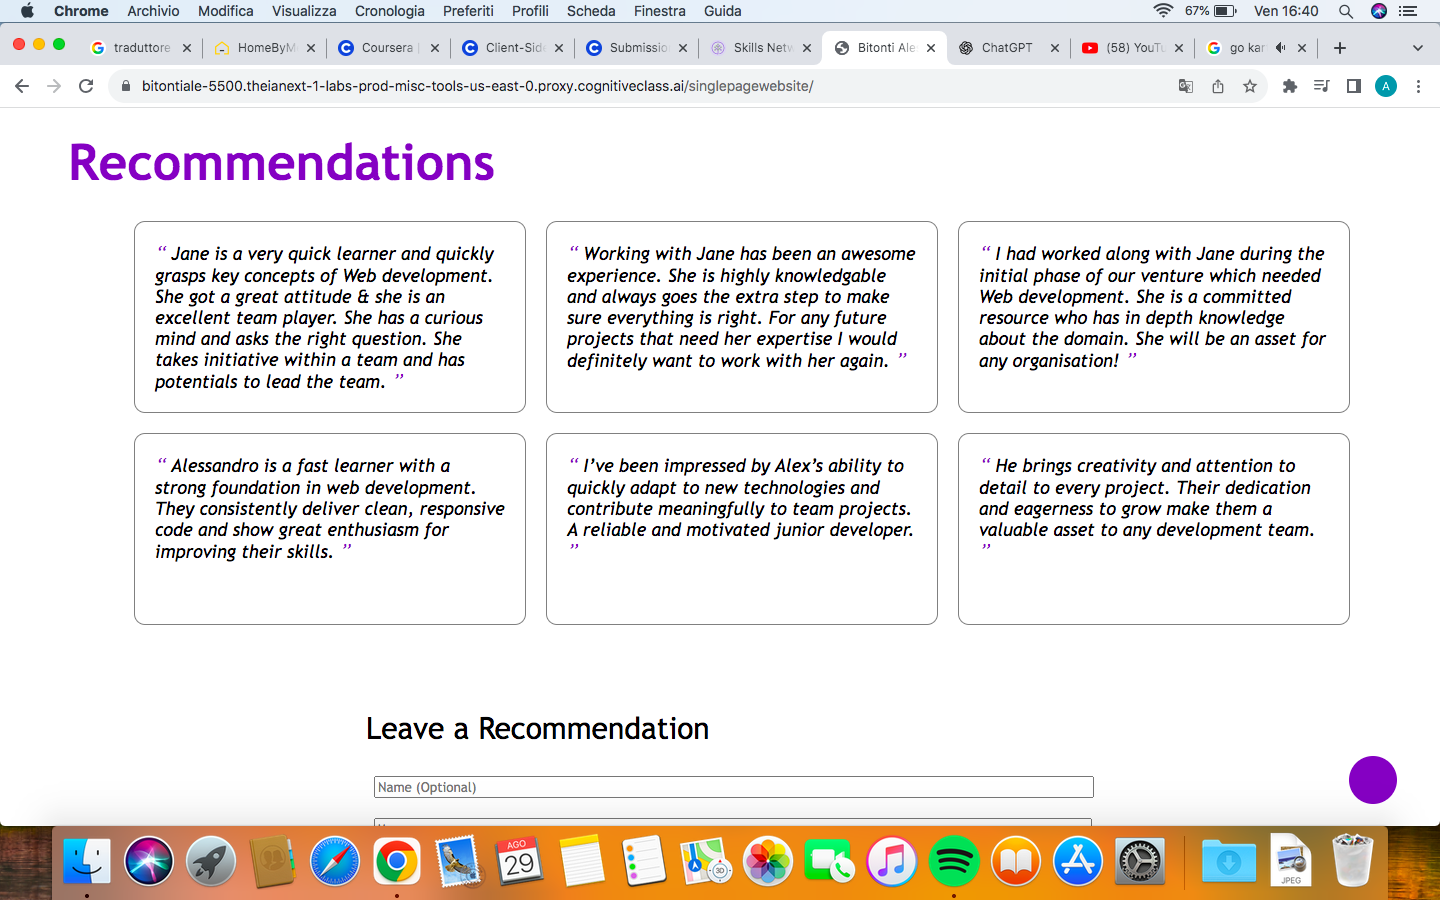 Chrome Archivio Modifica Visualizza Cronologia Preferiti Profili Scheda Finestra Guida 67% Ven 16:40
traduttore HomeByM Coursera | Client-Side Submissio Skills Netw Bitonti Ale ChatGPT (58) YouTu go kar
bitontiale-5500.theianext-1-labs-prod-misc-tools-us-east-0.proxy.cognitiveclass.ai/singlepagewebsite/ A
Recommendations
“ Jane is a very quick learner and quickly
grasps key concepts of Web development.
She got a great attitude & she is an
excellent team player. She has a curious
mind and asks the right question. She
takes initiative within a team and has
potentials to lead the team. ”
“ Working with Jane has been an awesome
experience. She is highly knowledgable
and always goes the extra step to make
sure everything is right. For any future
projects that need her expertise I would
definitely want to work with her again. ”
“ I had worked along with Jane during the
initial phase of our venture which needed
Web development. She is a committed
resource who has in depth knowledge
about the domain. She will be an asset for
any organisation! ”
“ Alessandro is a fast learner with a
strong foundation in web development.
They consistently deliver clean, responsive
code and show great enthusiasm for
improving their skills. ”
“ I’ve been impressed by Alex’s ability to
quickly adapt to new technologies and
contribute meaningfully to team projects.
A reliable and motivated junior developer.
”
“ He brings creativity and attention to
detail to every project. Their dedication
and eagerness to grow make them a
valuable asset to any development team.
”
Leave a Recommendation
Name (Optional)
AGO
29
3D
JPEG